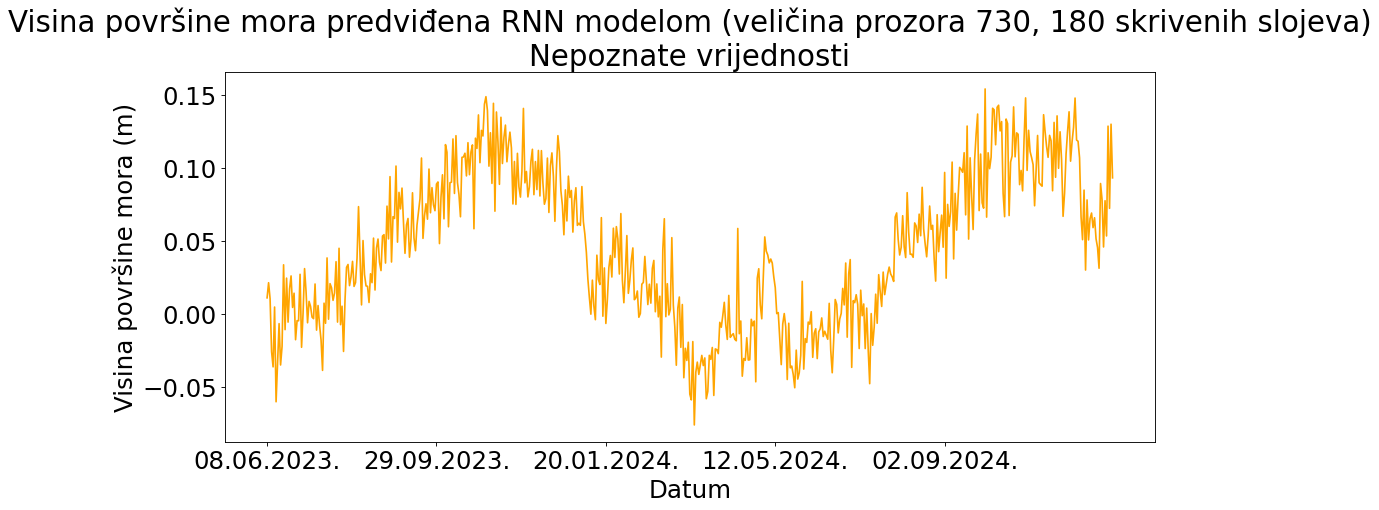 Visina površine mora predviđena RNN modelom (veličina prozora 730, 180 skrivenih slojeva)
Nepoznate vrijednosti
Visina površine mora (m)
0.15
0.10
0.05
0.00
−0.05
08.06.2023. 29.09.2023. 20.01.2024. 12.05.2024. 02.09.2024.
Datum